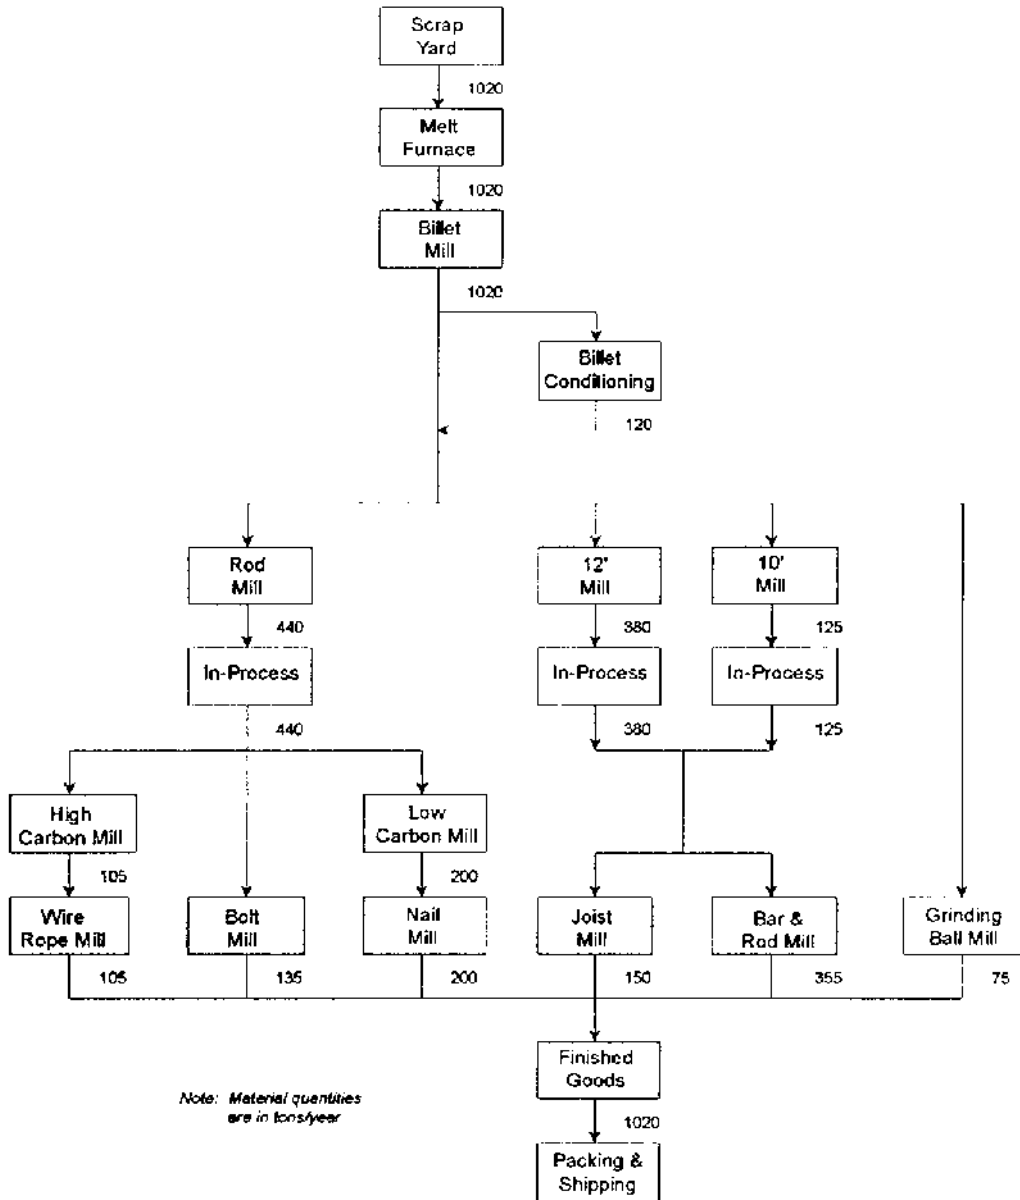 Scrap
Yard
1020
Melt
Furnace
1020
Billet
Mill
1020
Billet
Conditioning
120
Rod
Mill
12'
Mill
10'
Mill
440
380
125
In-Process
In-Process
In-Process
440
380
125
High
Carbon Mill
Low
Carbon Mill
105
200
Wire
Rope Mill
Bolt
Mill
Nail
Mill
Joist
Mill
Bar &
Rod Mill
Grinding
Ball Mill
105
135
200
150
355
75
Finished
Goods
Note: Material quantities
are in tons/year
1020
Packing &
Shipping